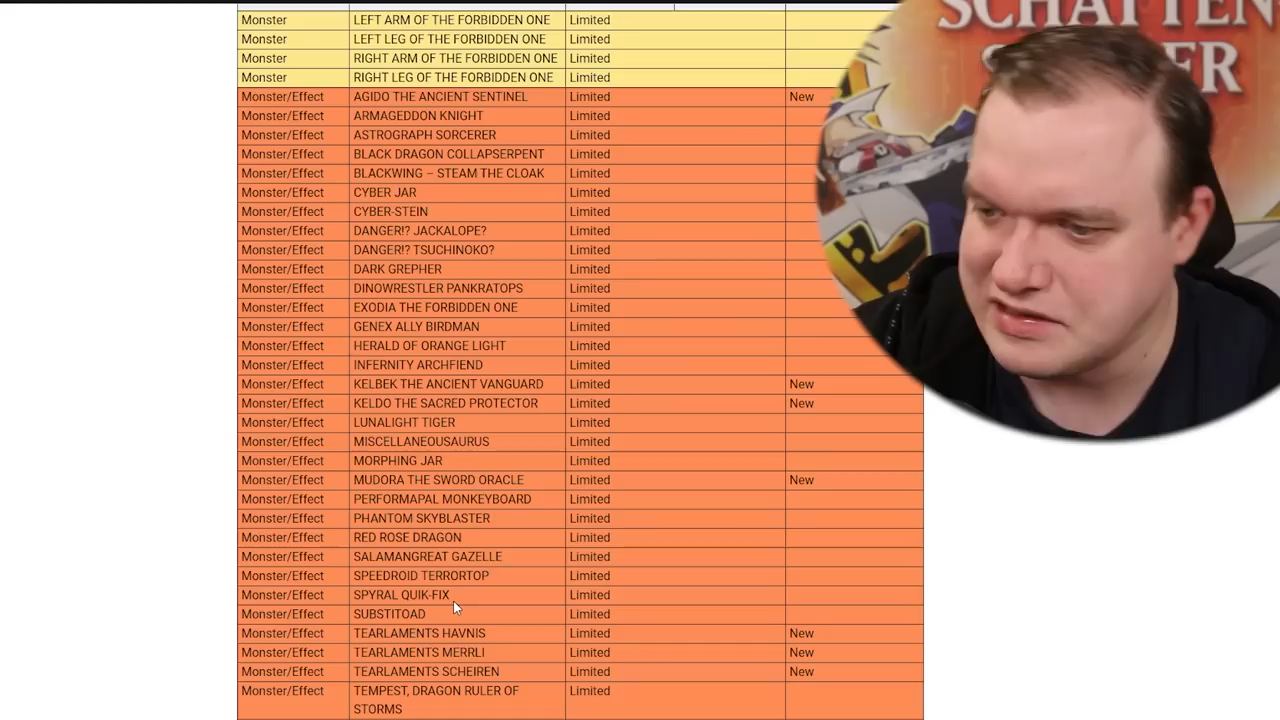 SCHATTEN-
Monster LEFT ARM OF THE FORBIDDEN ONE Limited
Monster LEFT LEG OF THE FORBIDDEN ONE Limited
Monster RIGHT ARM OF THE FORBIDDEN ONE Limited
Monster RIGHT LEG OF THE FORBIDDEN ONE Limited
Monster/Effect AGIDO THE ANCIENT SENTINEL Limited New
Monster/Effect ARMAGEDDON KNIGHT Limited
Monster/Effect ASTROGRAPH SORCERER Limited
Monster/Effect BLACK DRAGON COLLAPSERPENT Limited
Monster/Effect BLACKWING – STEAM THE CLOAK Limited
Monster/Effect CYBER JAR Limited
Monster/Effect CYBER-STEIN Limited
Monster/Effect DANGER!? JACKALOPE? Limited
Monster/Effect DANGER!? TSUCHINOKO? Limited
Monster/Effect DARK GREPHER Limited
Monster/Effect DINOWRESTLER PANKRATOPS Limited
Monster/Effect EXODIA THE FORBIDDEN ONE Limited
Monster/Effect GENEX ALLY BIRDMAN Limited
Monster/Effect HERALD OF ORANGE LIGHT Limited
Monster/Effect INFERNITY ARCHFIEND Limited
Monster/Effect KELBEK THE ANCIENT VANGUARD Limited New
Monster/Effect KELDO THE SACRED PROTECTOR Limited New
Monster/Effect LUNALIGHT TIGER Limited
Monster/Effect MISCELLANEOUSAURUS Limited
Monster/Effect MORPHING JAR Limited
Monster/Effect MUDORA THE SWORD ORACLE Limited New
Monster/Effect PERFORMAPAL MONKEYBOARD Limited
Monster/Effect PHANTOM SKYBLASTER Limited
Monster/Effect RED ROSE DRAGON Limited
Monster/Effect SALAMANGREAT GAZELLE Limited
Monster/Effect SPEEDROID TERRORTOP Limited
Monster/Effect SPYRAL QUIK-FIX Limited
Monster/Effect SUBSTITOAD Limited
Monster/Effect TEARLAMENTS HAVNIS Limited New
Monster/Effect TEARLAMENTS MERRLI Limited New
Monster/Effect TEARLAMENTS SCHEIREN Limited New
Monster/Effect TEMPEST, DRAGON RULER OF Limited
STORMS